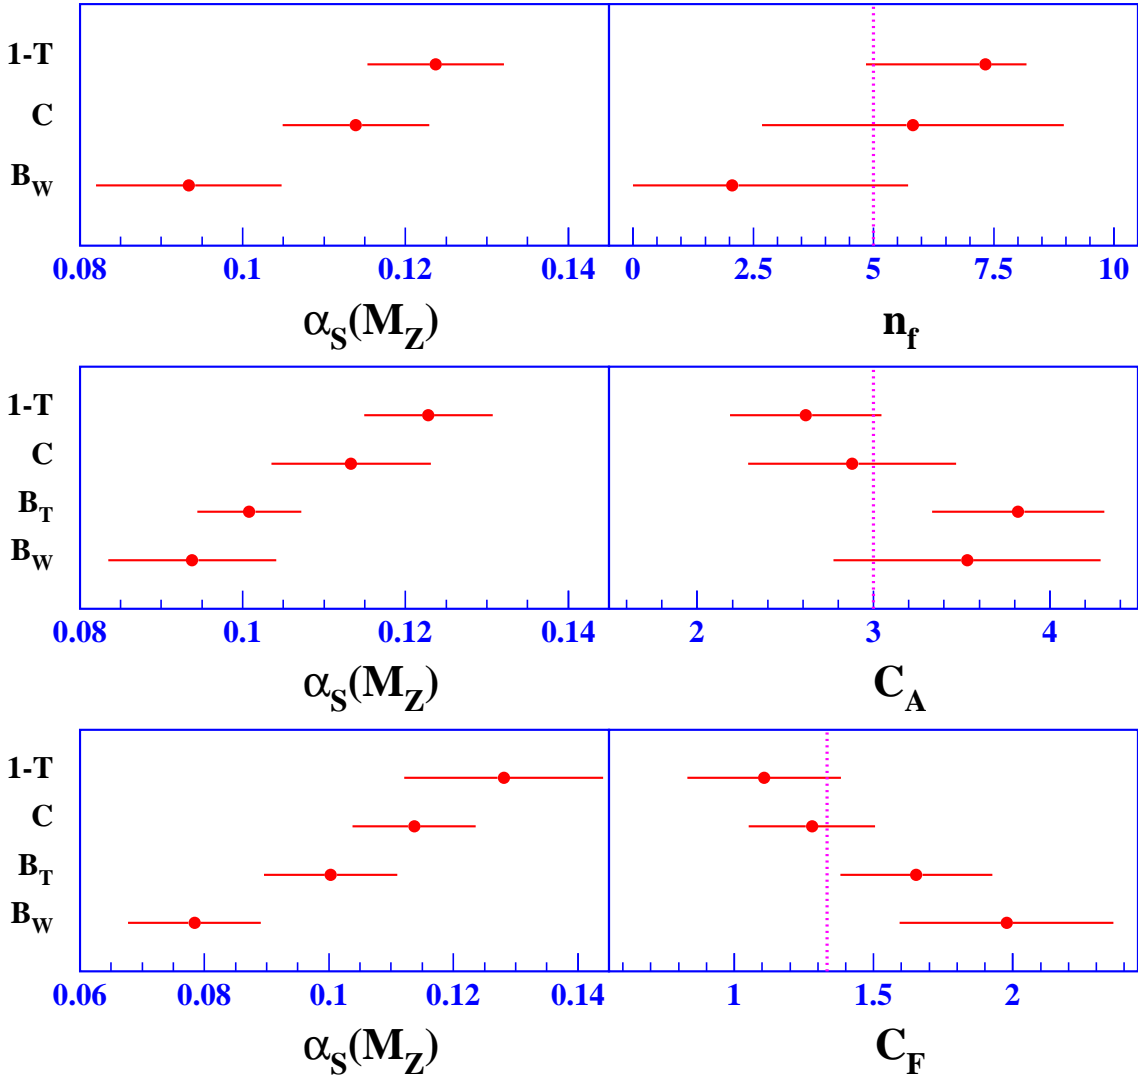 1-T
C
B_W
0.08 0.1 0.12 0.14 0 2.5 5 7.5 10
α_S(M_Z) n_f
1-T
C
B_T
B_W
0.08 0.1 0.12 0.14 2 3 4
α_S(M_Z) C_A
1-T
C
B_T
B_W
0.06 0.08 0.1 0.12 0.14 1 1.5 2
α_S(M_Z) C_F